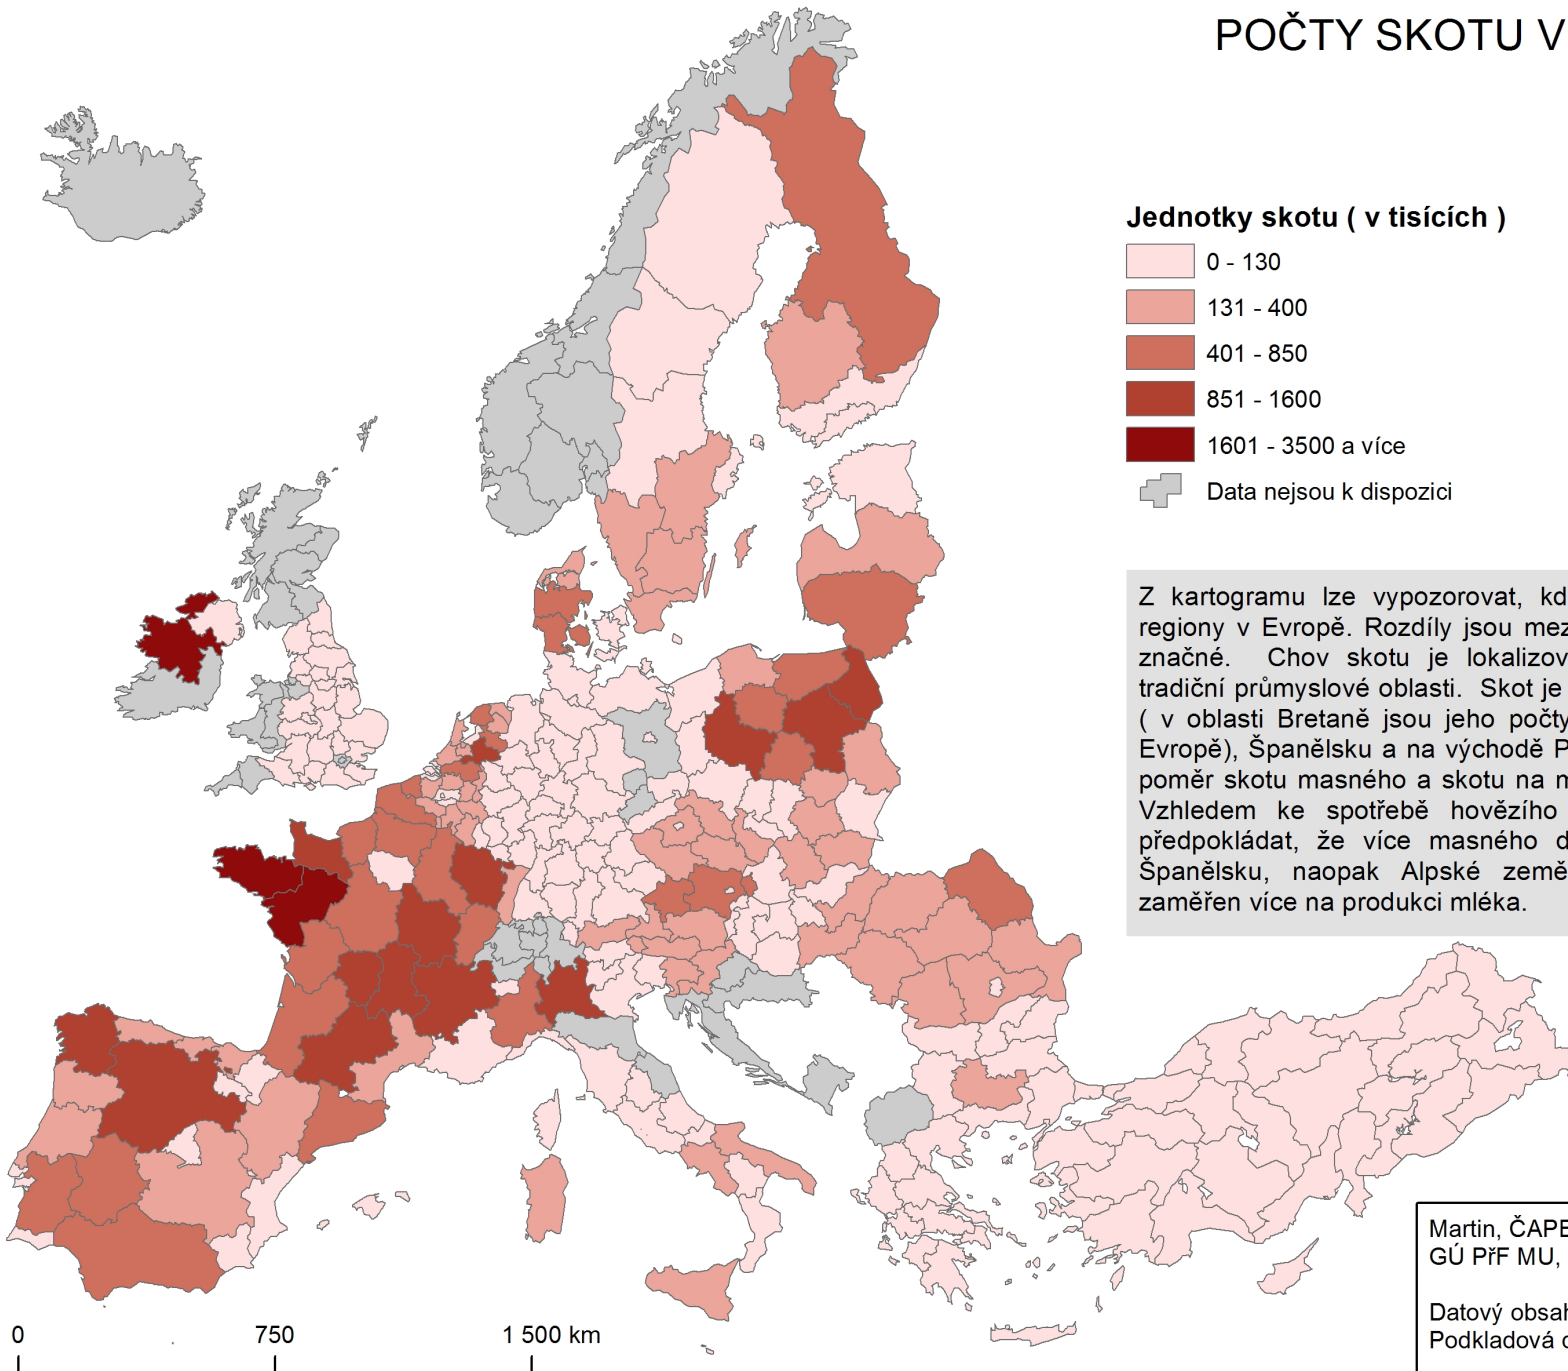 POČTY SKOTU V
Jednotky skotu ( v tisících )
0 - 130
131 - 400
401 - 850
851 - 1600
1601 - 3500 a více
Data nejsou k dispozici
Z kartogramu lze vypozorovat, kd
regiony v Evropě. Rozdíly jsou mez
značné. Chov skotu je lokalizov
tradiční průmyslové oblasti. Skot je
( v oblasti Bretaně jsou jeho počty
Evropě), Španělsku a na východě P
poměr skotu masného a skotu na m
Vzhledem ke spotřebě hovězího
předpokládat, že více masného d
Španělsku, naopak Alpské země
zaměřen více na produkci mléka.
Martin, ČAPE
GÚ PřF MU,
Datový obsah
Podkladová d
0 750 1 500 km